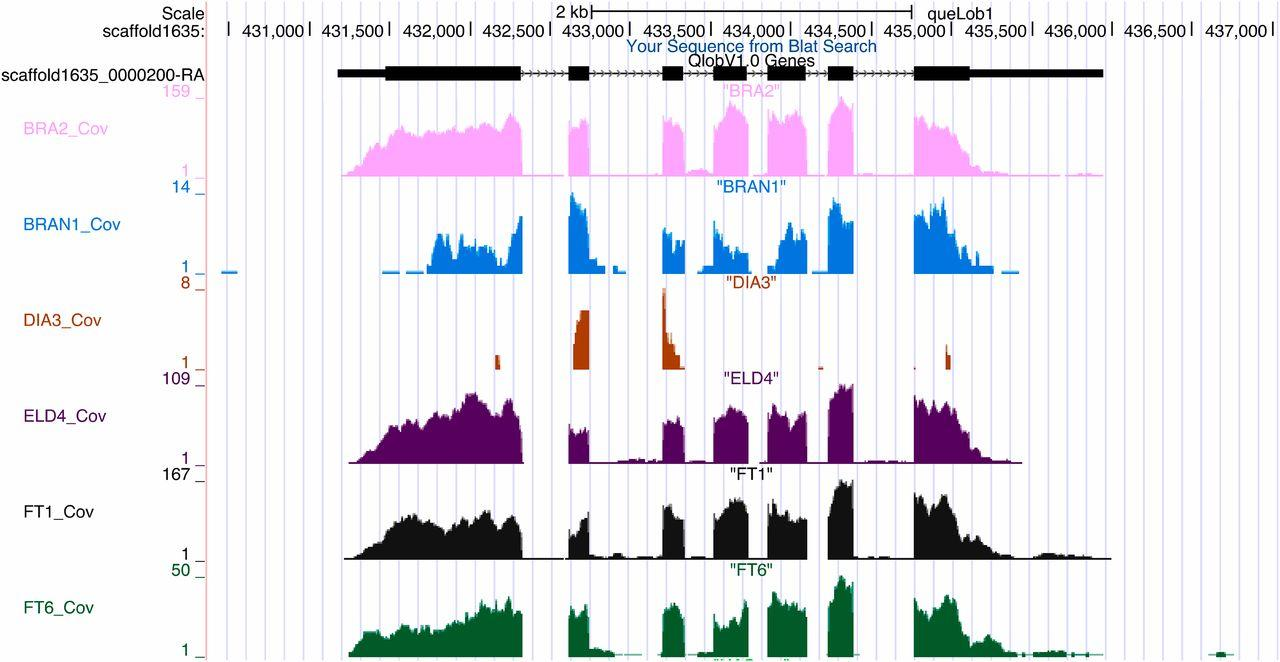 Scale 2 kb queLob1
scaffold1635: 431,000 431,500 432,000 432,500 433,000 433,500 434,000 434,500 435,000 435,500 436,000 436,500 437,000
Your Sequence from Blat Search
QlobV1.0 Genes
scaffold1635_0000200-RA
159 "BRA2"
BRA2_Cov
1
14 "BRAN1"
BRAN1_Cov
1
8 "DIA3"
DIA3_Cov
1
109 "ELD4"
ELD4_Cov
1
167 "FT1"
FT1_Cov
1
50 "FT6"
FT6_Cov
1